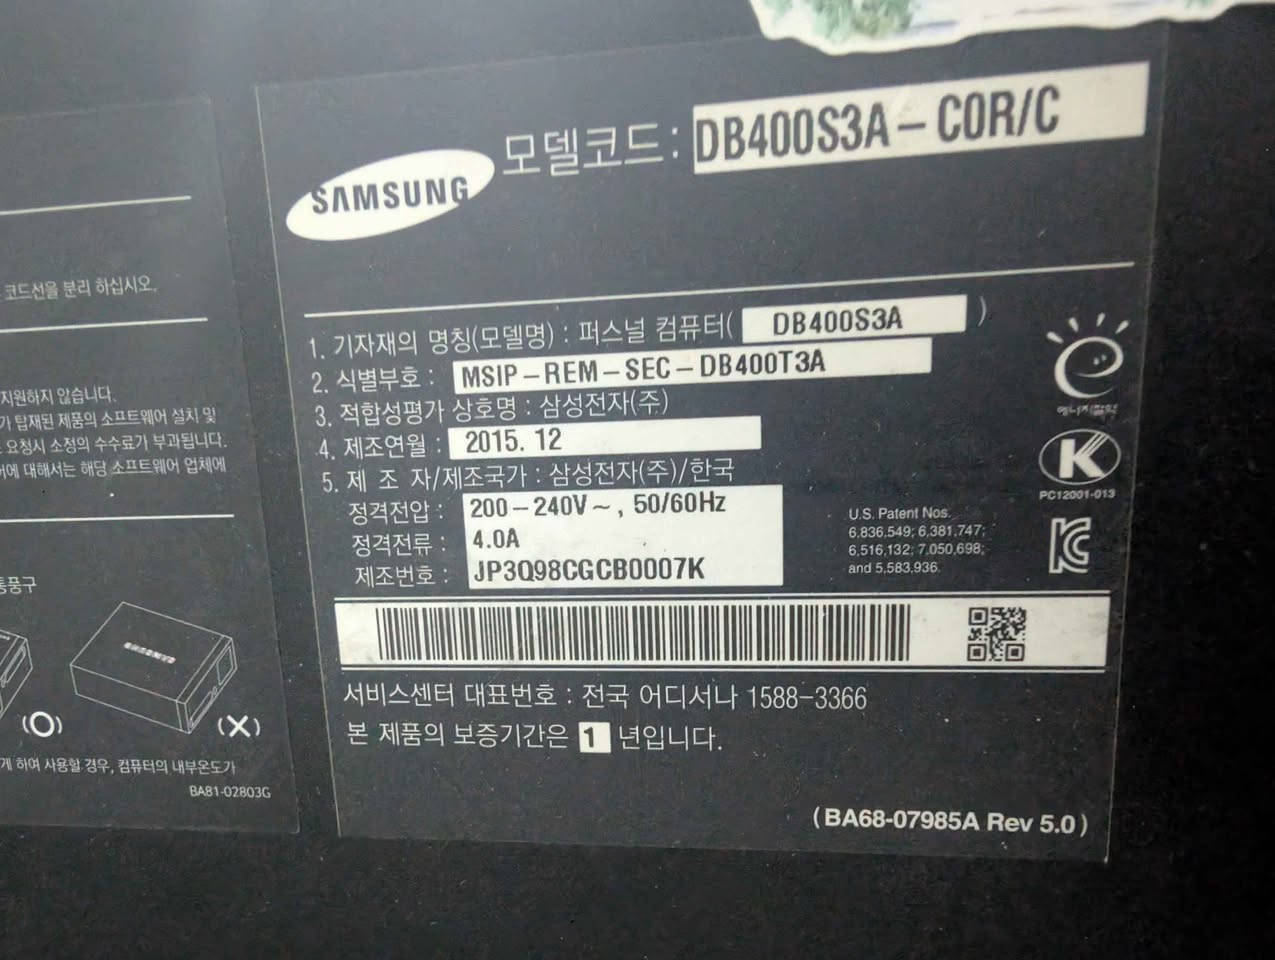 코드선을 분리 하십시오.
지원하지 않습니다.
가 탑재된 제품의 소프트웨어 설치 및
요청시 소정의 수수료가 부과됩니다.
어에 대해서는 해당 소프트웨어 업체에
통풍구
SAMSUNG
(O)
(X)
게 하여 사용할 경우, 컴퓨터의 내부온도가
BA81-02803G
SAMSUNG
모델코드 : DB400S3A-C0R/C
1. 기자재의 명칭(모델명) : 퍼스널 컴퓨터( DB400S3A )
2. 식별부호 : MSIP-REM-SEC-DB400T3A
3. 적합성평가 상호명 : 삼성전자(주)
4. 제조연월 : 2015. 12
5. 제 조 자/제조국가 : 삼성전자(주)/한국
정격전압 : 200-240V~, 50/60Hz
정격전류 : 4.0A
제조번호 : JP3Q98CGCB0007K
에너지절약
K
PC12001-013
U.S. Patent Nos.
6,836,549; 6,381,747;
6,516,132; 7,050,698;
and 5,583,936.
서비스센터 대표번호 : 전국 어디서나 1588-3366
본 제품의 보증기간은 1 년입니다.
(BA68-07985A Rev 5.0)